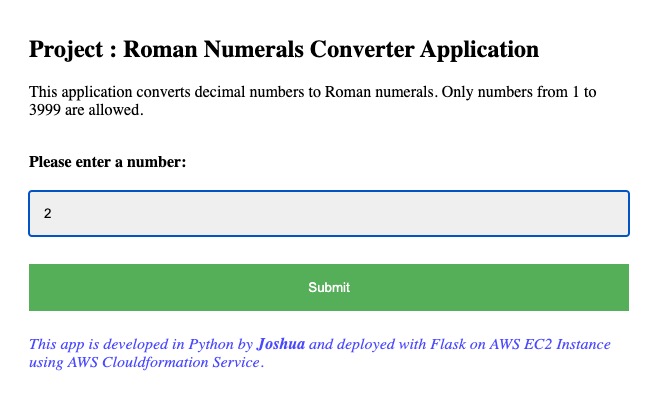 Project : Roman Numerals Converter Application
This application converts decimal numbers to Roman numerals. Only numbers from 1 to
3999 are allowed.
Please enter a number:
2
Submit
This app is developed in Python by Joshua and deployed with Flask on AWS EC2 Instance
using AWS Clouldformation Service.